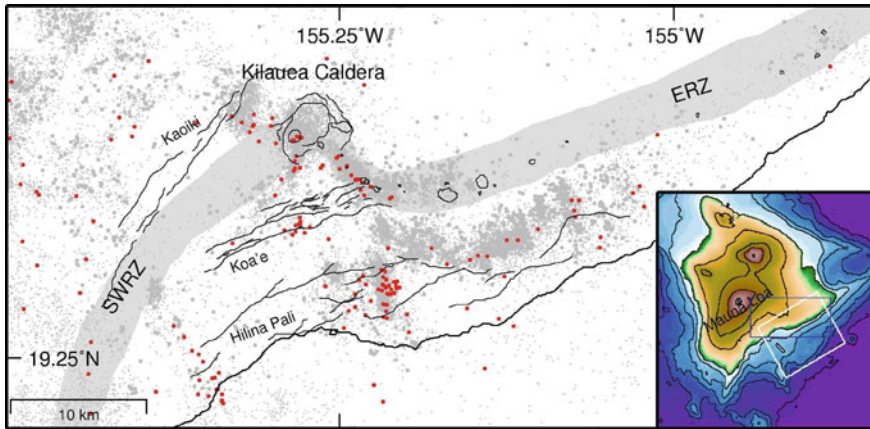 155.25°W
155°W
Kilauea Caldera
ERZ
Kaoiki
SWRZ
Koa'e
Hilina Pali
19.25°N
10 km
Mauna Loa